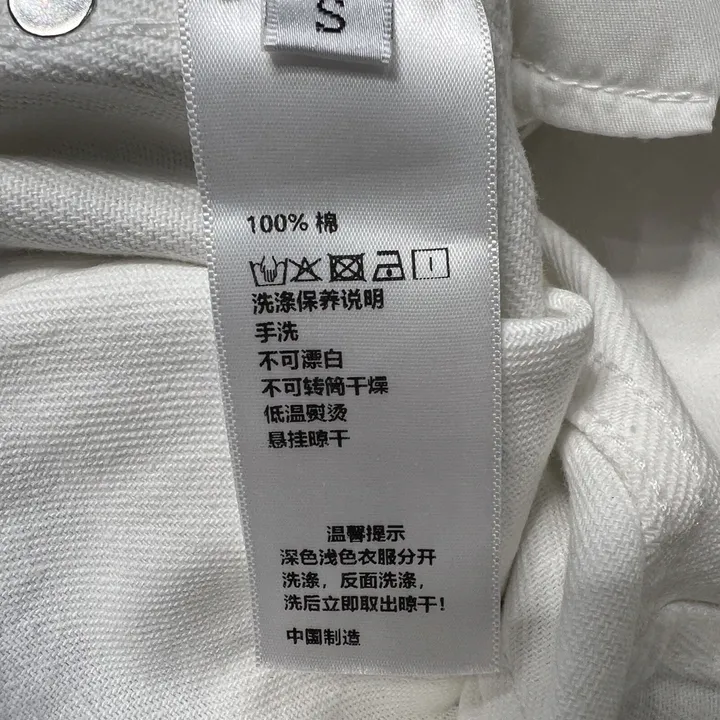 S
100% 棉
洗涤保养说明
手洗
不可漂白
不可转筒干燥
低温熨烫
悬挂晾干
温馨提示
深色浅色衣服分开
洗涤，反面洗涤，
洗后立即取出晾干！
中国制造